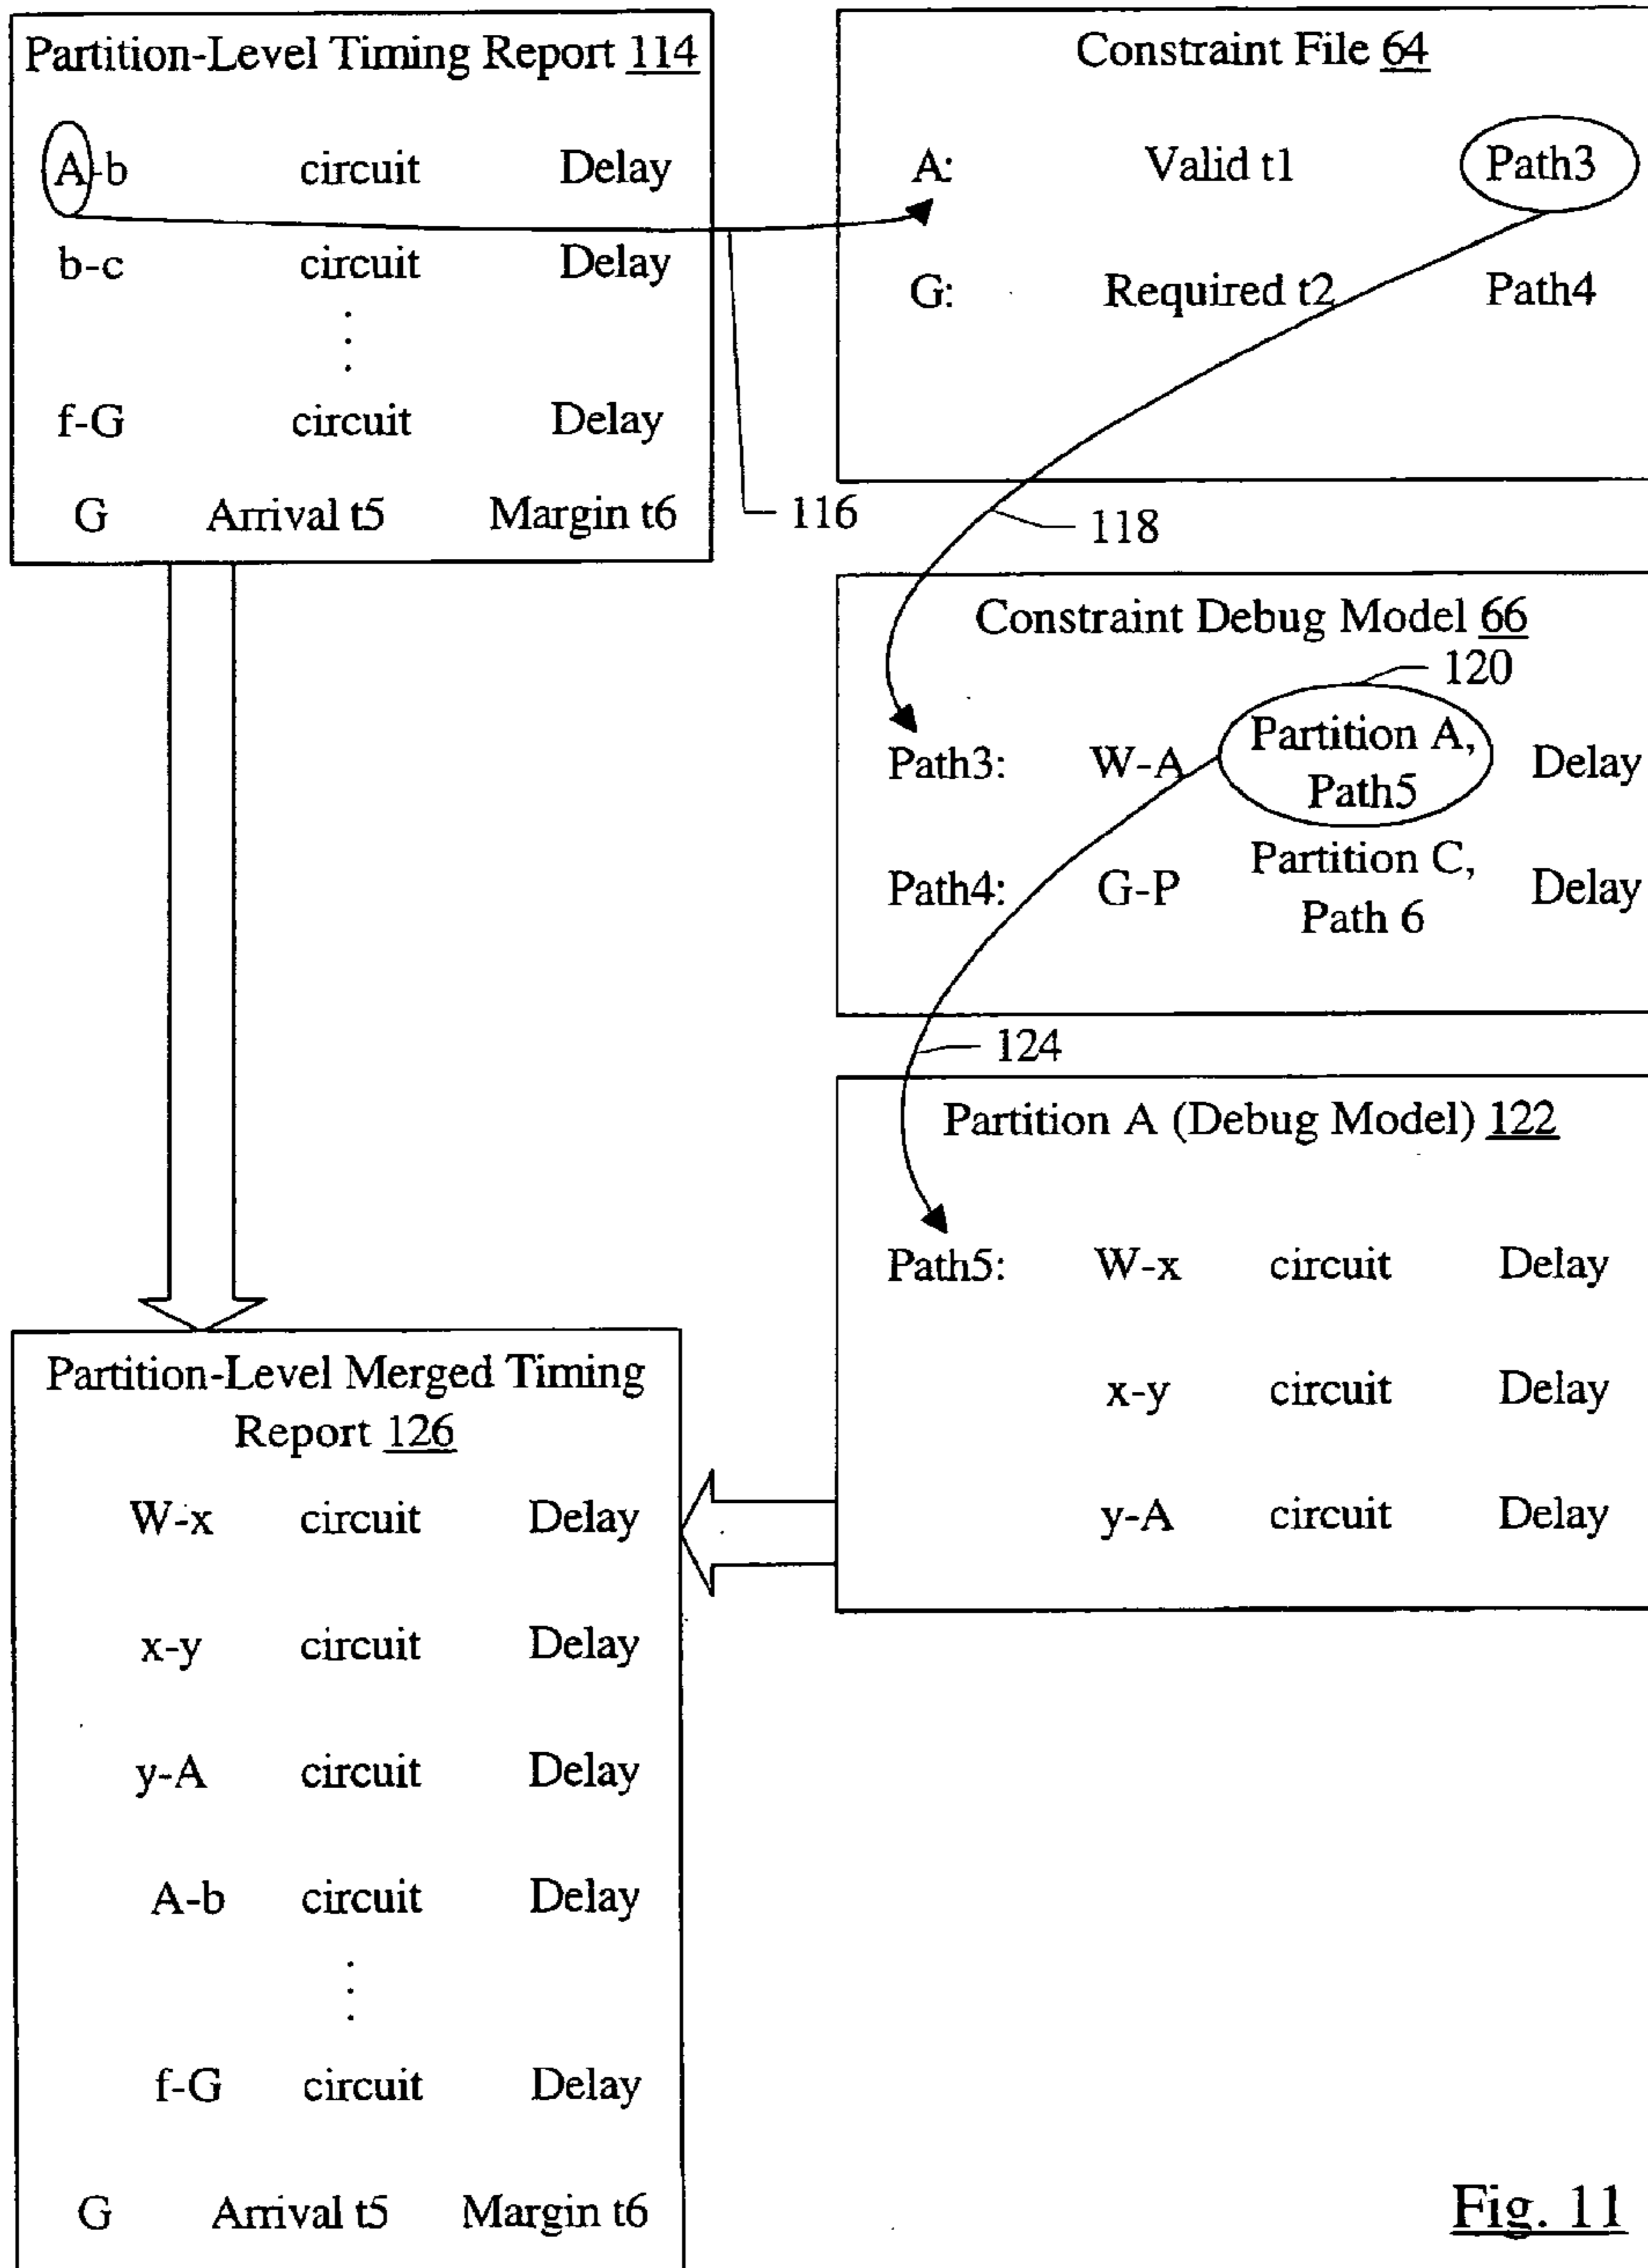 Partition-Level Timing Report 114
A-b circuit Delay
b-c circuit Delay
f-G circuit Delay
G Arrival t5 Margin t6
Constraint File 64
A: Valid t1 Path3
G: Required t2 Path4
116
118
Constraint Debug Model 66
120
Path3: W-A Partition A, Delay
Path5
Path4: G-P Partition C, Delay
Path 6
124
Partition A (Debug Model) 122
Path5: W-x circuit Delay
x-y circuit Delay
y-A circuit Delay
Partition-Level Merged Timing
Report 126
W-x circuit Delay
x-y circuit Delay
y-A circuit Delay
A-b circuit Delay
f-G circuit Delay
G Arrival t5 Margin t6
Fig. 11